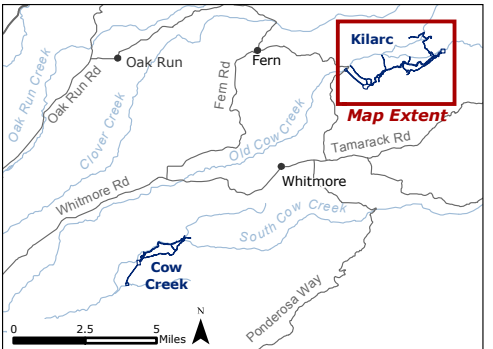 Kilarc
Map Extent
Oak Run Creek
Oak Run Rd
Oak Run
Fern
Fern Rd
Clover Creek
Old Cow Creek
Tamarack Rd
Whitmore
Whitmore Rd
South Cow Creek
Cow
Creek
Ponderosa Way
N
0 2.5 5
Miles